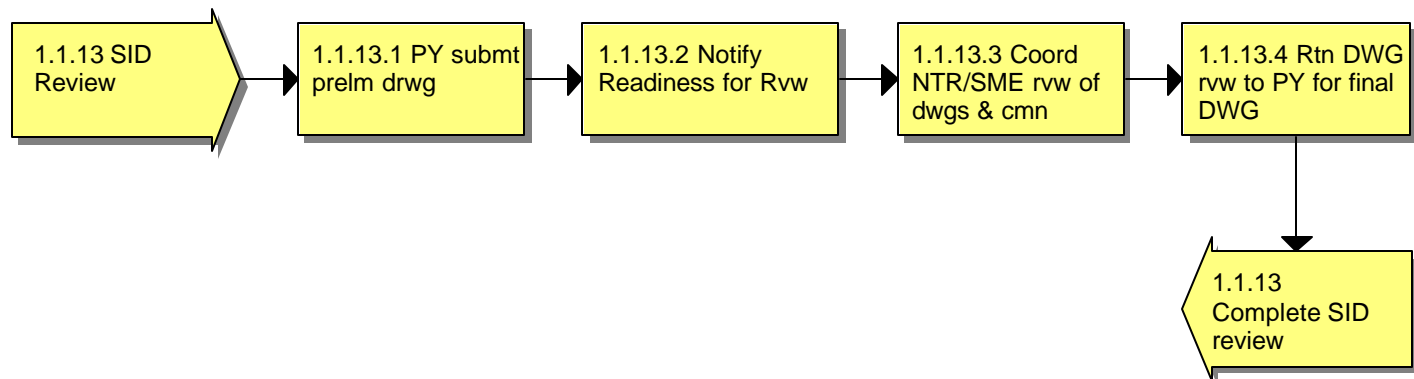 1.1.13 SID
Review
1.1.13.1 PY submt
prelm drwg
1.1.13.2 Notify
Readiness for Rvw
1.1.13.3 Coord
NTR/SME rvw of
dwgs & cmn
1.1.13.4 Rtn DWG
rvw to PY for final
DWG
1.1.13
Complete SID
review